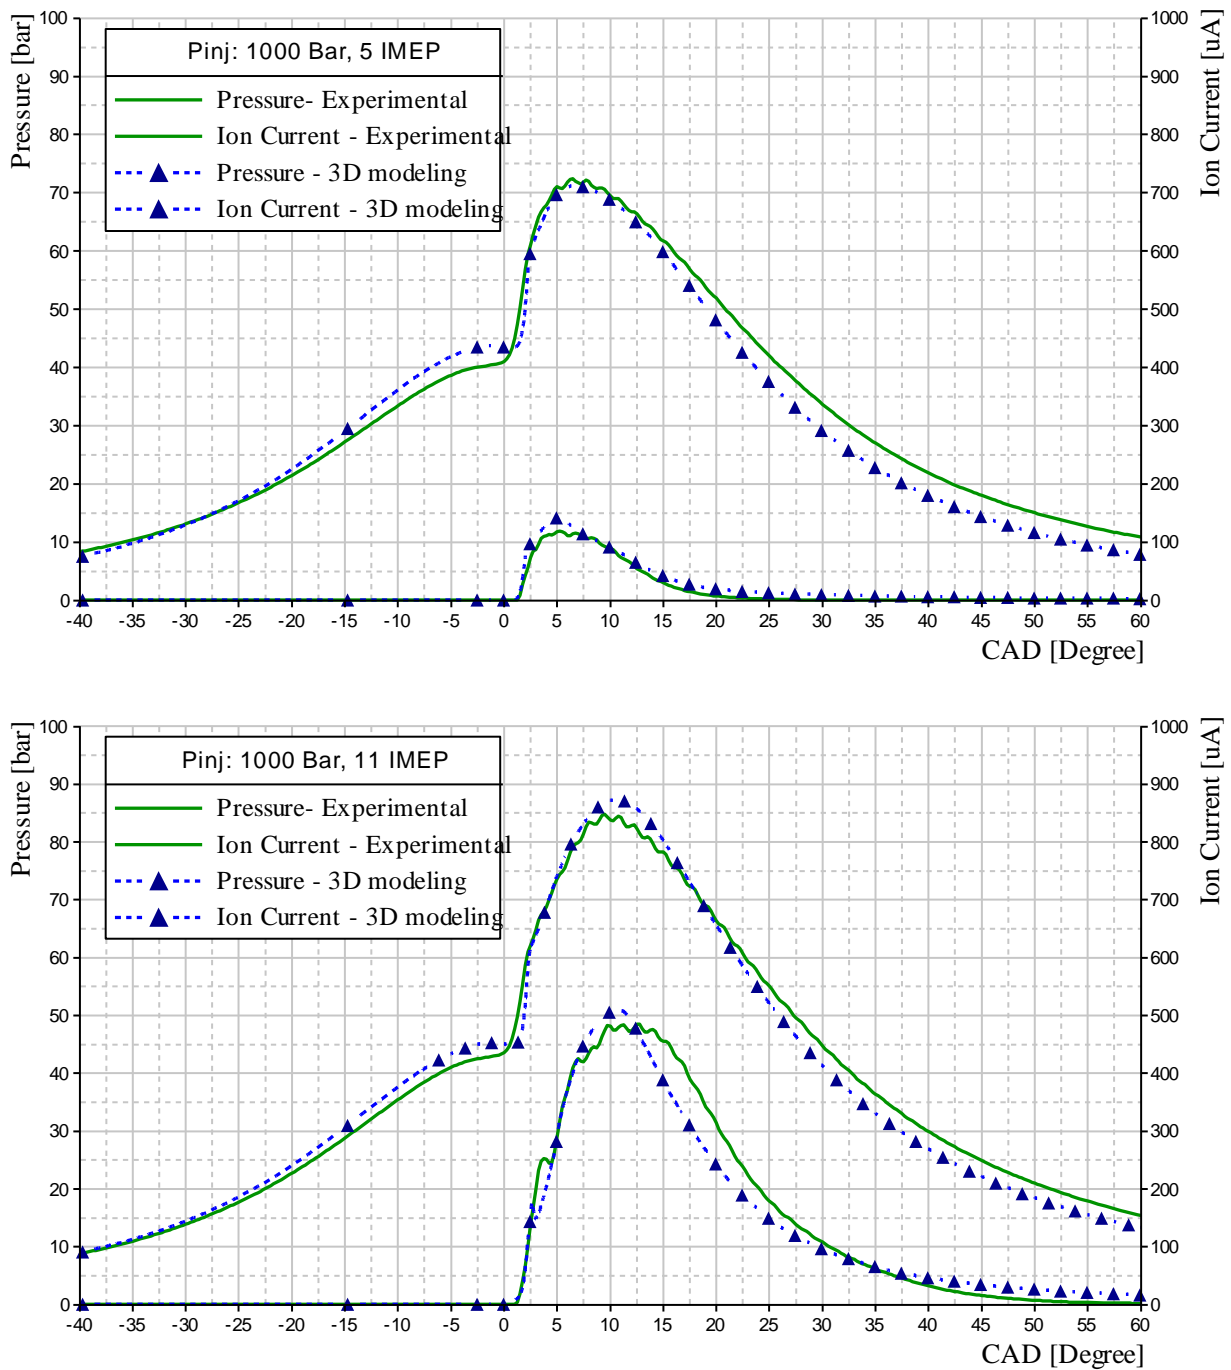 Pressure [bar]
Ion Current [uA]
100 90 80 70 60 50 40 30 20 10 0
1000 900 800 700 600 500 400 300 200 100 0
Pinj: 1000 Bar, 5 IMEP
Pressure- Experimental
Ion Current - Experimental
Pressure - 3D modeling
Ion Current - 3D modeling
-40 -35 -30 -25 -20 -15 -10 -5 0 5 10 15 20 25 30 35 40 45 50 55 60
CAD [Degree]
Pressure [bar]
Ion Current [uA]
100 90 80 70 60 50 40 30 20 10 0
1000 900 800 700 600 500 400 300 200 100 0
Pinj: 1000 Bar, 11 IMEP
Pressure- Experimental
Ion Current - Experimental
Pressure - 3D modeling
Ion Current - 3D modeling
-40 -35 -30 -25 -20 -15 -10 -5 0 5 10 15 20 25 30 35 40 45 50 55 60
CAD [Degree]